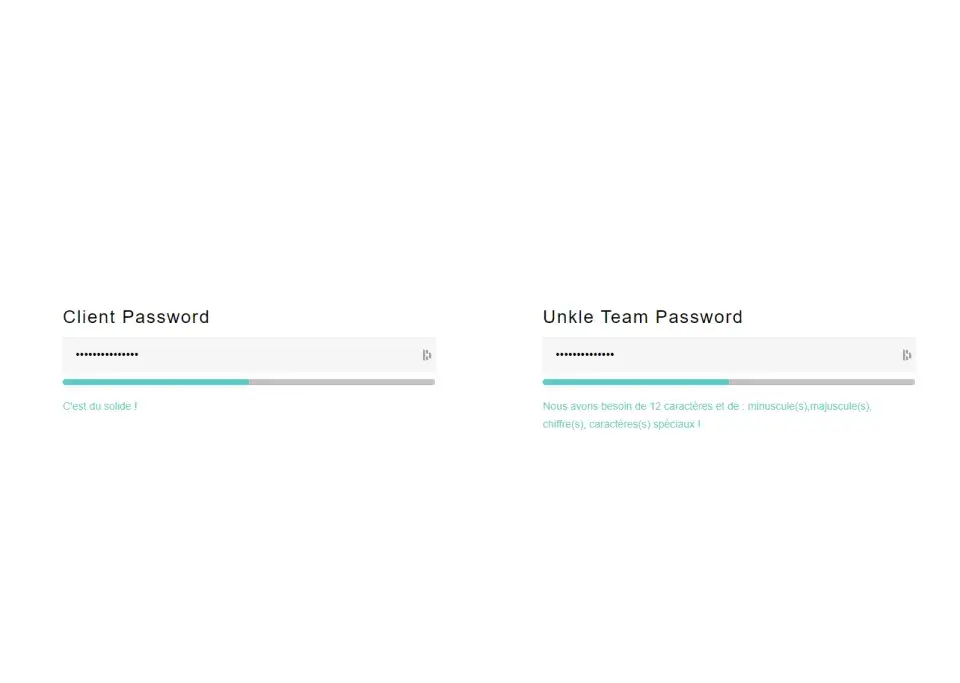 Client Password
Unkle Team Password
•••••••••••••••
••••••••••••••
C'est du solide !
Nous avons besoin de 12 caractères et de : minuscule(s),majuscule(s),
chiffre(s), caractères(s) spéciaux !